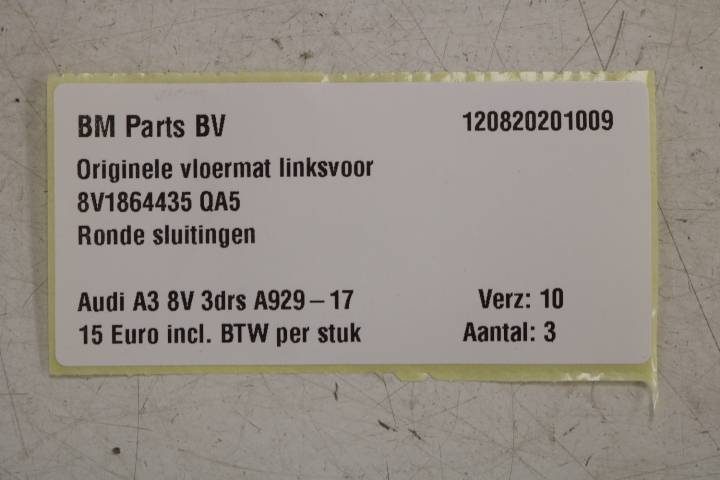 BM Parts BV 120820201009
Originele vloermat linksvoor
8V1864435 QA5
Ronde sluitingen
Audi A3 8V 3drs A929-17 Verz: 10
15 Euro incl. BTW per stuk Aantal: 3